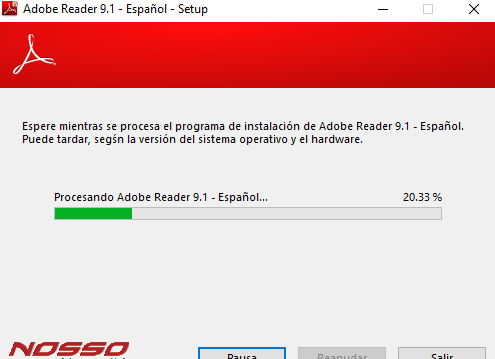 Adobe Reader 9.1 - Español - Setup
Espere mientras se procesa el programa de instalación de Adobe Reader 9.1 - Español.
Puede tardar, segśn la versión del sistema operativo y el hardware.
Procesando Adobe Reader 9.1 - Español... 20.33 %
NOSSO
Pausa Reanudar Salir